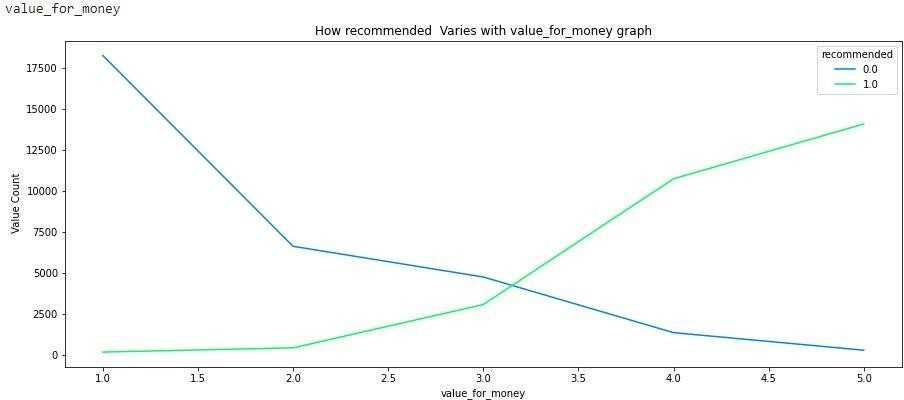 value_for_money
How recommended  Varies with value_for_money graph
recommended
0.0
1.0
17500
15000
12500
10000
7500
5000
2500
0
Value Count
1.0 1.5 2.0 2.5 3.0 3.5 4.0 4.5 5.0
value_for_money